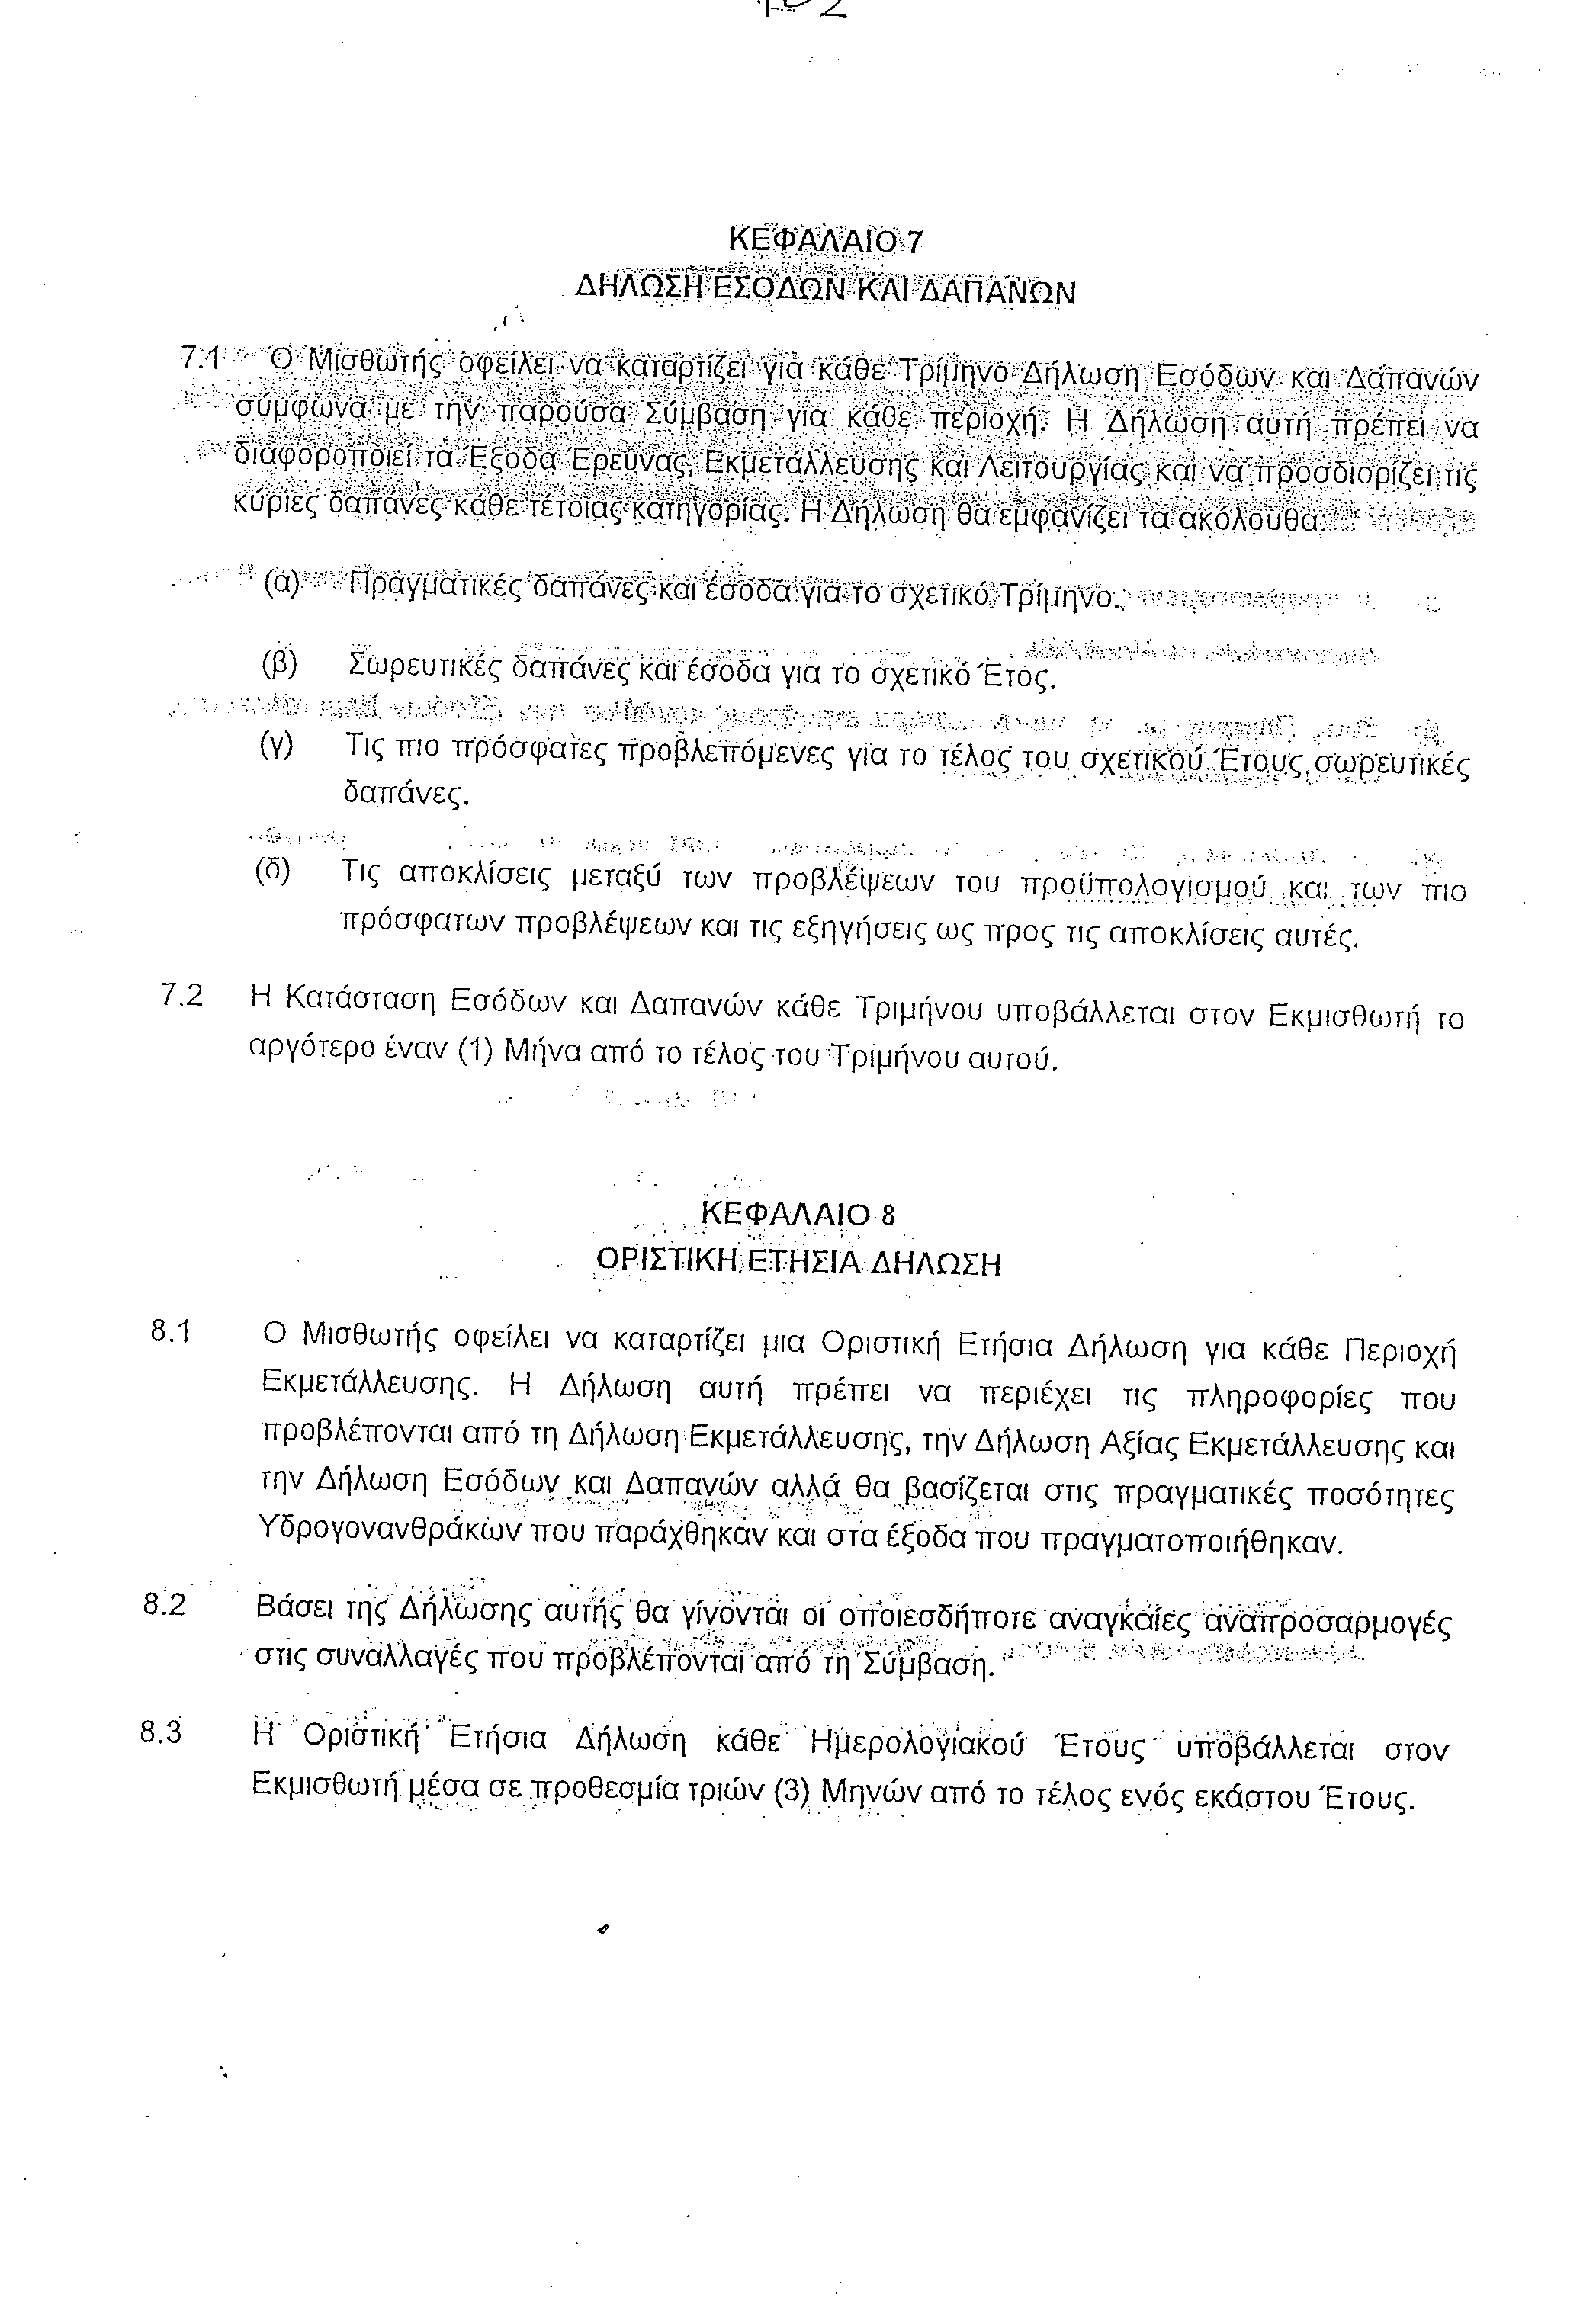 ΚΕΦΑΛΑΙΟ 7
ΔΗΛΩΣΗ ΕΣΟΔΩΝ ΚΑΙ ΔΑΠΑΝΩΝ
7.1 Ο Μισθωτής οφείλει να καταρτίζει για κάθε Τρίμηνο Δήλωση Εσόδων και Δαπανών
σύμφωνα με την παρούσα Σύμβαση για κάθε περιοχή. Η Δήλωση αυτή πρέπει να
διαφοροποιεί τα Έξοδα Έρευνας, Εκμετάλλευσης και Λειτουργίας και να προσδιορίζει τις
κύριες δαπάνες κάθε τέτοιας κατηγορίας. Η Δήλωση θα εμφανίζει τα ακόλουθα:
(α) Πραγματικές δαπάνες και έσοδα για το σχετικό Τρίμηνο.
(β) Σωρευτικές δαπάνες και έσοδα για το σχετικό Έτος.
(γ) Τις πιο πρόσφατες προβλεπόμενες για το τέλος του σχετικού Έτους σωρευτικές
δαπάνες.
(δ) Τις αποκλίσεις μεταξύ των προβλέψεων του προϋπολογισμού και των πιο
πρόσφατων προβλέψεων και τις εξηγήσεις ως προς τις αποκλίσεις αυτές.
7.2 Η Κατάσταση Εσόδων και Δαπανών κάθε Τριμήνου υποβάλλεται στον Εκμισθωτή το
αργότερο έναν (1) Μήνα από το τέλος του Τριμήνου αυτού.
ΚΕΦΑΛΑΙΟ 8
ΟΡΙΣΤΙΚΗ ΕΤΗΣΙΑ ΔΗΛΩΣΗ
8.1 Ο Μισθωτής οφείλει να καταρτίζει μια Οριστική Ετήσια Δήλωση για κάθε Περιοχή
Εκμετάλλευσης. Η Δήλωση αυτή πρέπει να περιέχει τις πληροφορίες που
προβλέπονται από τη Δήλωση Εκμετάλλευσης, την Δήλωση Αξίας Εκμετάλλευσης και
την Δήλωση Εσόδων και Δαπανών αλλά θα βασίζεται στις πραγματικές ποσότητες
Υδρογονανθράκων που παράχθηκαν και στα έξοδα που πραγματοποιήθηκαν.
8.2 Βάσει της Δήλωσης αυτής θα γίνονται οι οποιεσδήποτε αναγκαίες αναπροσαρμογές
στις συναλλαγές που προβλέπονται από τη Σύμβαση.
8.3 Η Οριστική Ετήσια Δήλωση κάθε Ημερολογιακού Έτους υποβάλλεται στον
Εκμισθωτή μέσα σε προθεσμία τριών (3) Μηνών από το τέλος ενός εκάστου Έτους.